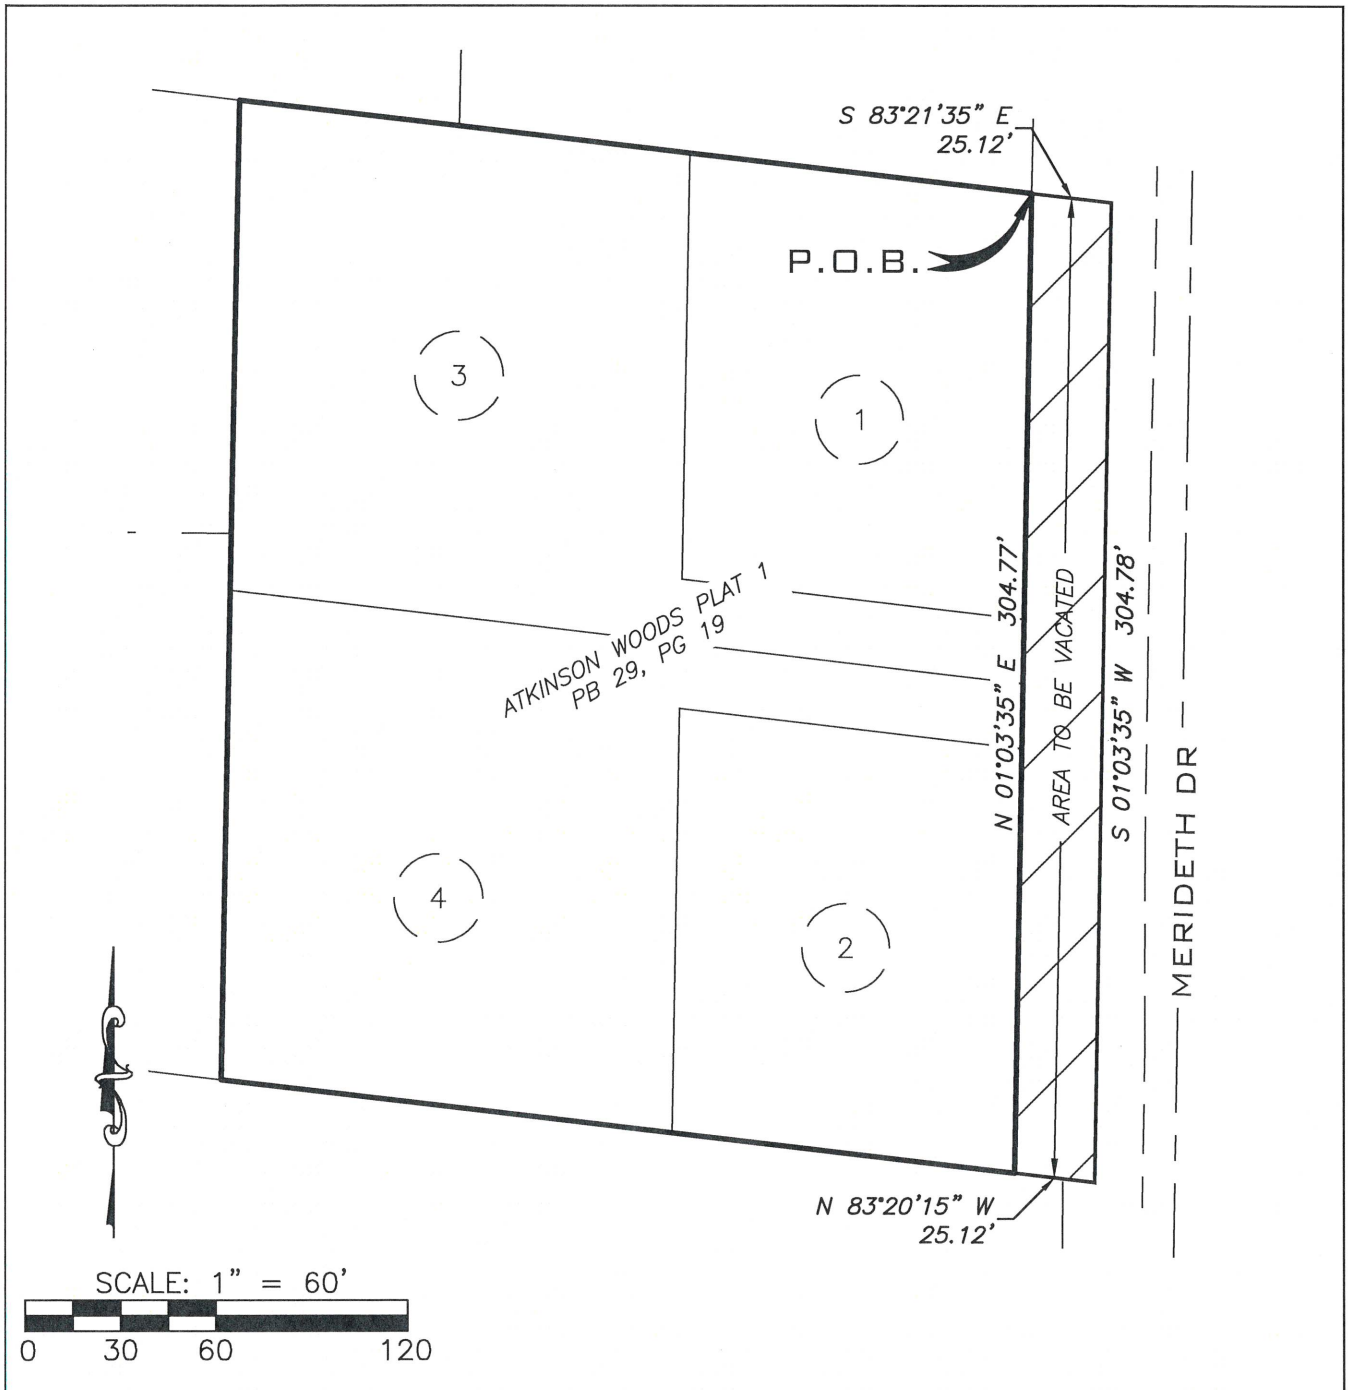 S 83°21'35" E
25.12'
P.O.B.
3
1
ATKINSON WOODS PLAT 1
PB 29, PG 19
N 01°03'35" E 304.77'
AREA TO BE VACATED
S 01°03'35" W 304.78'
MERIDETH DR
4
2
N 83°20'15" W
25.12'
SCALE: 1" = 60'
0 30 60 120